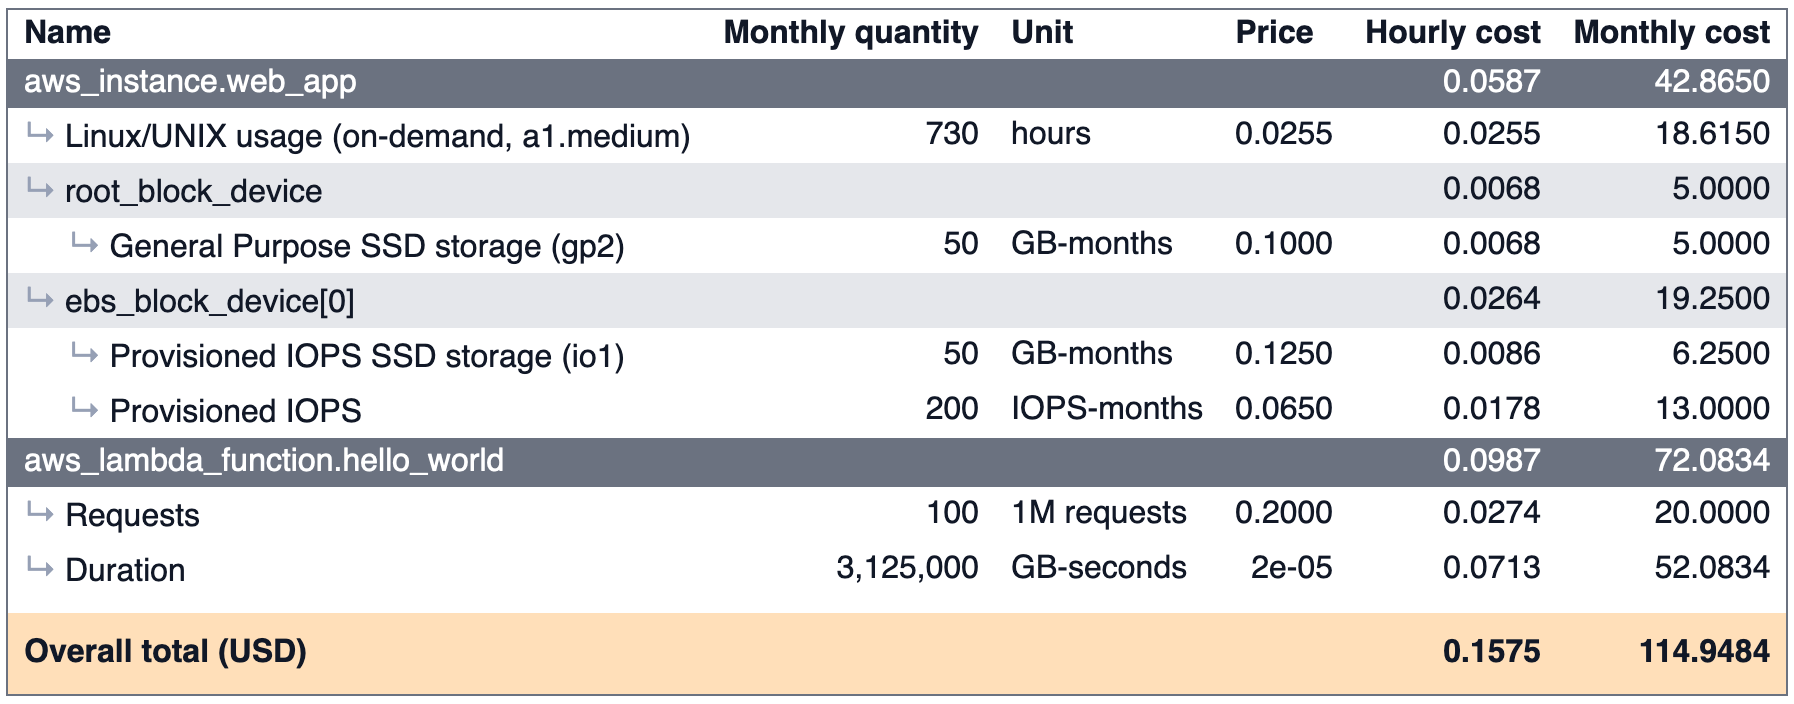 Name Monthly quantity Unit Price Hourly cost Monthly cost
aws_instance.web_app 0.0587 42.8650
Linux/UNIX usage (on-demand, a1.medium) 730 hours 0.0255 0.0255 18.6150
root_block_device 0.0068 5.0000
General Purpose SSD storage (gp2) 50 GB-months 0.1000 0.0068 5.0000
ebs_block_device[0] 0.0264 19.2500
Provisioned IOPS SSD storage (io1) 50 GB-months 0.1250 0.0086 6.2500
Provisioned IOPS 200 IOPS-months 0.0650 0.0178 13.0000
aws_lambda_function.hello_world 0.0987 72.0834
Requests 100 1M requests 0.2000 0.0274 20.0000
Duration 3,125,000 GB-seconds 2e-05 0.0713 52.0834
Overall total (USD) 0.1575 114.9484